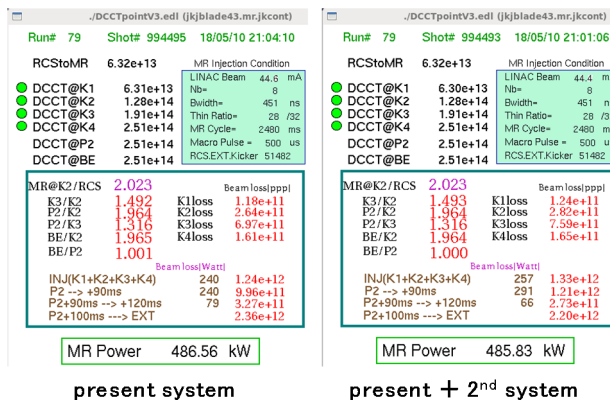 ./DCCTpointV3.edl (jkjblade43.mr.jkcont)
Run# 79 Shot# 994495 18/05/10 21:04:10
RCStoMR 6.32e+13
MR Injection Condition
LINAC Beam 44.6 mA
Nb= 8
Bwidth= 451 ns
Thin Ratio= 28 /32
MR Cycle= 2480 ms
Macro Pulse = 500 us
RCS.EXT.Kicker 51482
DCCT@K1 6.31e+13
DCCT@K2 1.28e+14
DCCT@K3 1.91e+14
DCCT@K4 2.51e+14
DCCT@P2 2.51e+14
DCCT@BE 2.51e+14
MR@K2/RCS 2.023 Beam loss[ppp]
K3/K2 1.492 K1loss 1.18e+11
P2/K2 1.964 K2loss 2.64e+11
P2/K3 1.316 K3loss 6.97e+11
BE/K2 1.965 K4loss 1.61e+11
BE/P2 1.001
Beam loss[Watt]
INJ(K1+K2+K3+K4) 240 1.24e+12
P2 --> +90ms 240 9.96e+11
P2+90ms --> +120ms 79 3.27e+11
P2+100ms ---> EXT 2.36e+12
MR Power 486.56 kW
present system
./DCCTpointV3.edl (jkjblade43.mr.jkcont)
Run# 79 Shot# 994493 18/05/10 21:01:06
RCStoMR 6.32e+13
MR Injection Condition
LINAC Beam 44.4 m
Nb= 8
Bwidth= 451 n
Thin Ratio= 28 /3
MR Cycle= 2480 m
Macro Pulse = 500 u
RCS.EXT.Kicker 51482
DCCT@K1 6.30e+13
DCCT@K2 1.28e+14
DCCT@K3 1.91e+14
DCCT@K4 2.51e+14
DCCT@P2 2.51e+14
DCCT@BE 2.51e+14
MR@K2/RCS 2.023 Beam loss[ppp]
K3/K2 1.493 K1loss 1.24e+11
P2/K2 1.964 K2loss 2.82e+11
P2/K3 1.316 K3loss 7.59e+11
BE/K2 1.964 K4loss 1.65e+11
BE/P2 1.000
Beam loss[Watt]
INJ(K1+K2+K3+K4) 257 1.33e+12
P2 --> +90ms 291 1.21e+12
P2+90ms --> +120ms 66 2.73e+11
P2+100ms ---> EXT 2.20e+12
MR Power 485.83 kW
present + 2nd system